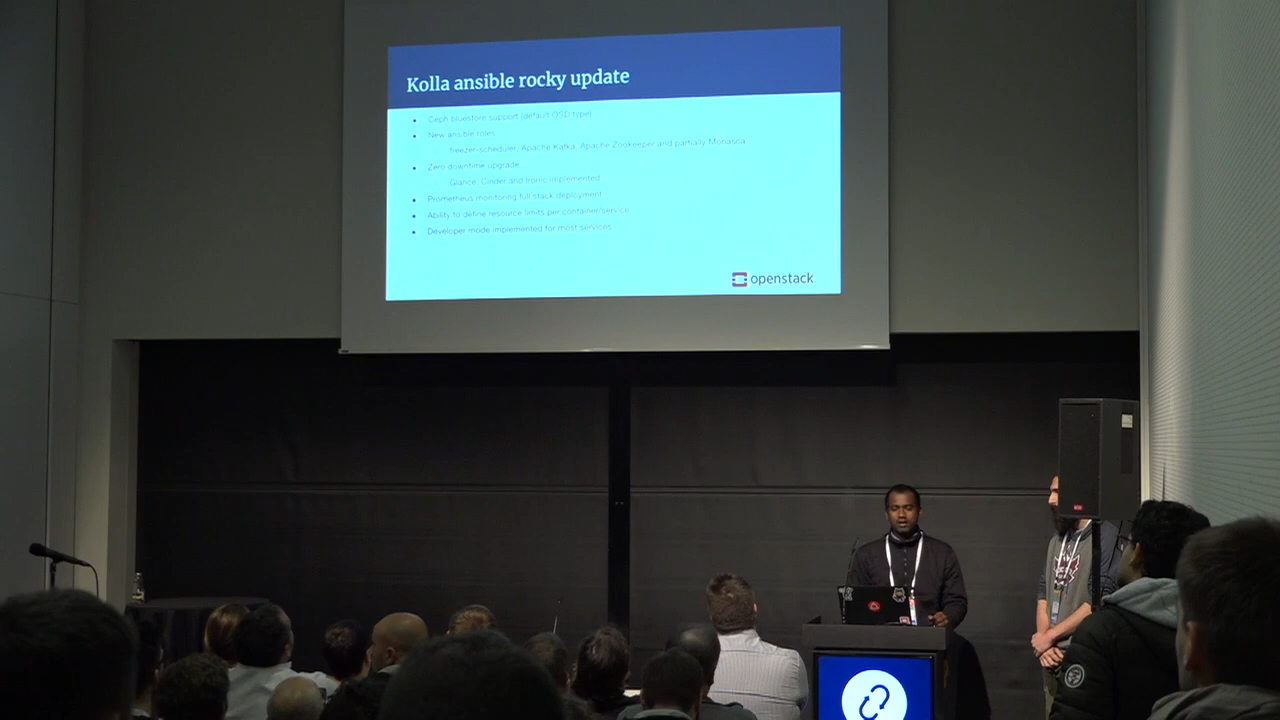 Kolla ansible rocky update
Ceph bluestore support (default OSD type)
New ansible roles
freezer-scheduler, Apache Kafka, Apache Zookeeper and partially Monasca
Zero downtime upgrade
Glance, Cinder and Ironic implemented
Prometheus monitoring full stack deployment
Ability to define resource limits per container/service
Developer mode implemented for most services
openstack